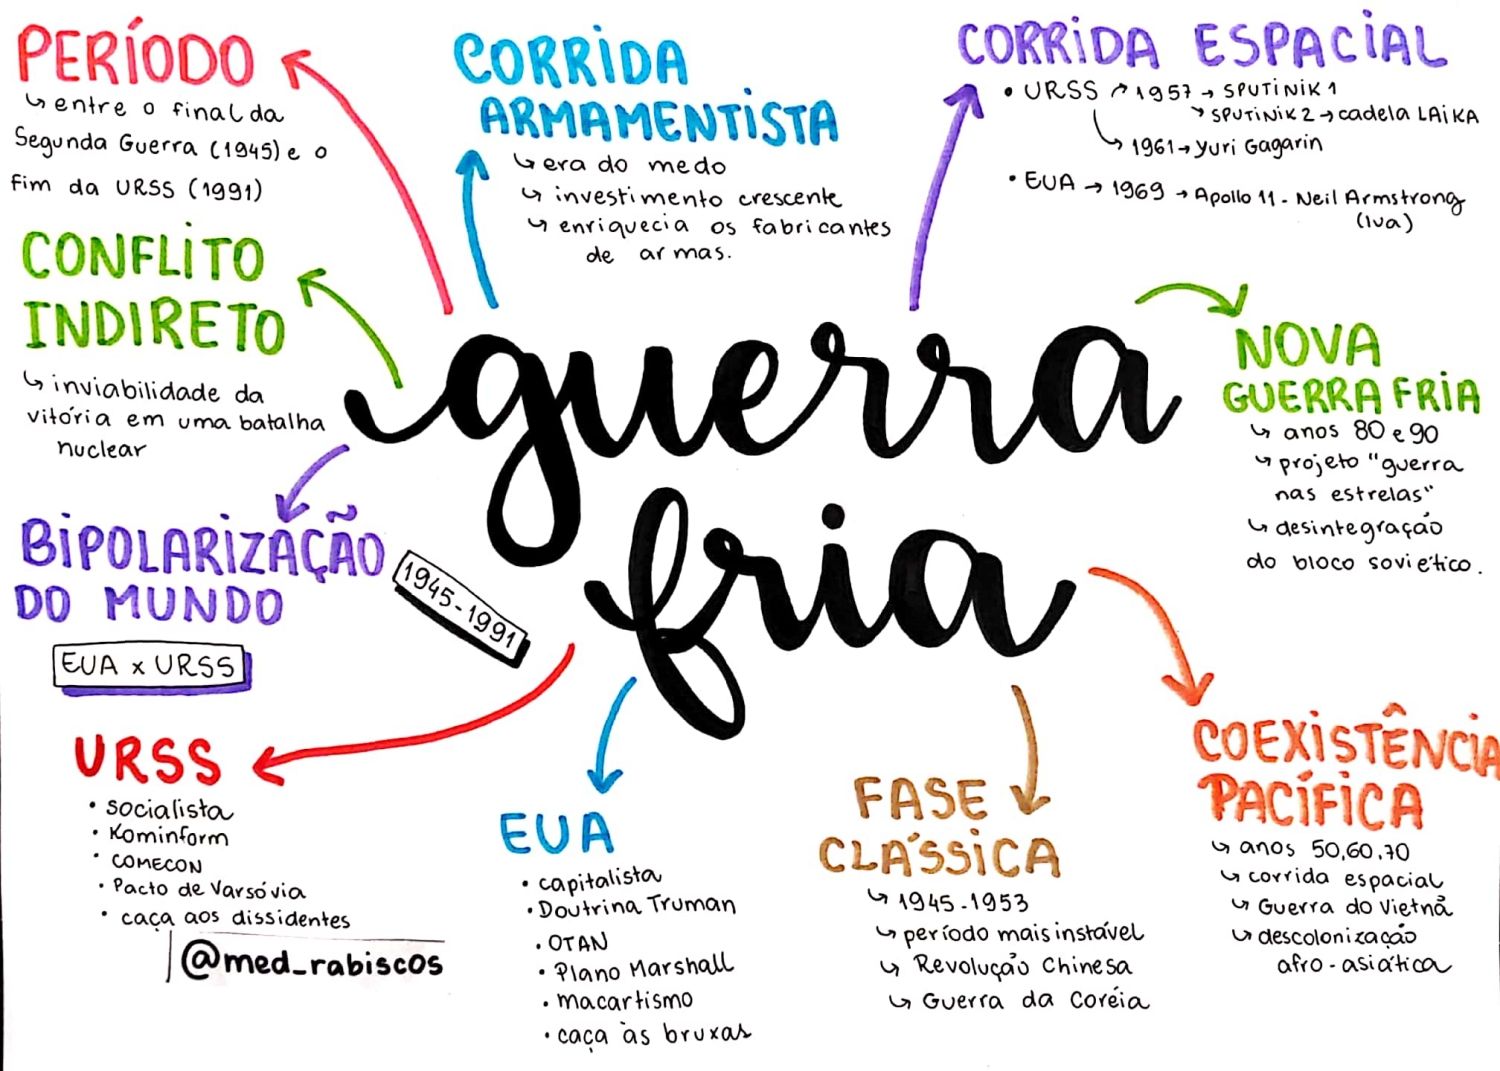 PERÍODO
↳ entre o final da
Segunda Guerra (1945) e o
fim da URSS (1991)
CORRIDA
ARMAMENTISTA
↳ era do medo
↳ investimento crescente
↳ enriquecia os fabricantes
de armas.
CORRIDA ESPACIAL
• URSS ↗ 1957 → SPUTINIK 1
↘ SPUTINIK 2 → cadela LAIKA
↳ 1961 → Yuri Gagarin
• EUA → 1969 → Apollo 11 - Neil Armstrong
(lua)
CONFLITO
INDIRETO
↳ inviabilidade da
vitória em uma batalha
nuclear
guerra
fria
1945-1991
NOVA
GUERRA FRIA
↳ anos 80 e 90
↳ projeto "guerra
nas estrelas"
↳ desintegração
do bloco soviético.
BIPOLARIZAÇÃO
DO MUNDO
EUA x URSS
URSS
• socialista
• Kominform
• COMECON
• Pacto de Varsóvia
• caça aos dissidentes
@med_rabiscos
EUA
• capitalista
• Doutrina Truman
• OTAN
• Plano Marshall
• macartismo
• caça às bruxas
FASE
CLÁSSICA
↳ 1945-1953
↳ período mais instável
↳ Revolução Chinesa
↳ Guerra da Coréia
COEXISTÊNCIA
PACÍFICA
↳ anos 50,60,70
↳ corrida espacial
↳ Guerra do Vietnã
↳ descolonização
afro-asiática